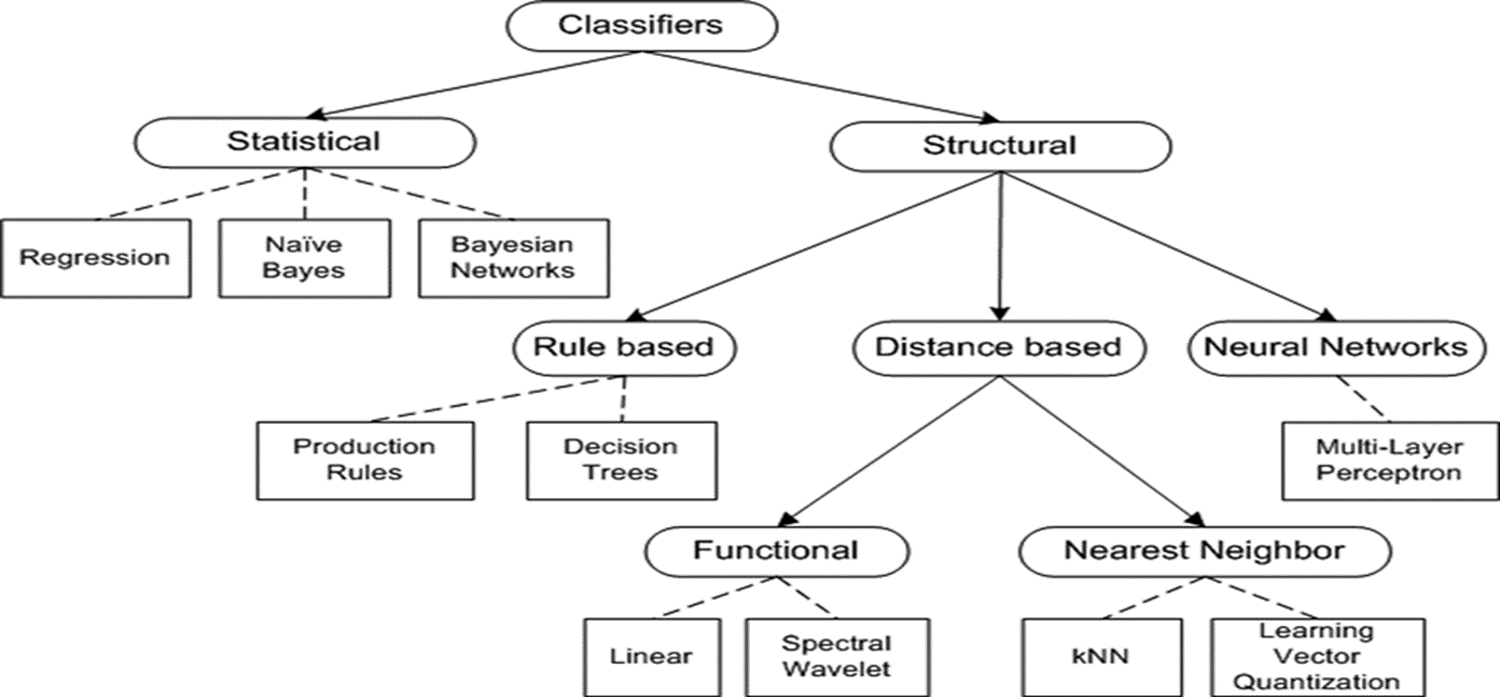 Classifiers
Statistical
Structural
Regression
Naïve
Bayes
Bayesian
Networks
Rule based
Distance based
Neural Networks
Production
Rules
Decision
Trees
Multi-Layer
Perceptron
Functional
Nearest Neighbor
Linear
Spectral
Wavelet
kNN
Learning
Vector
Quantization